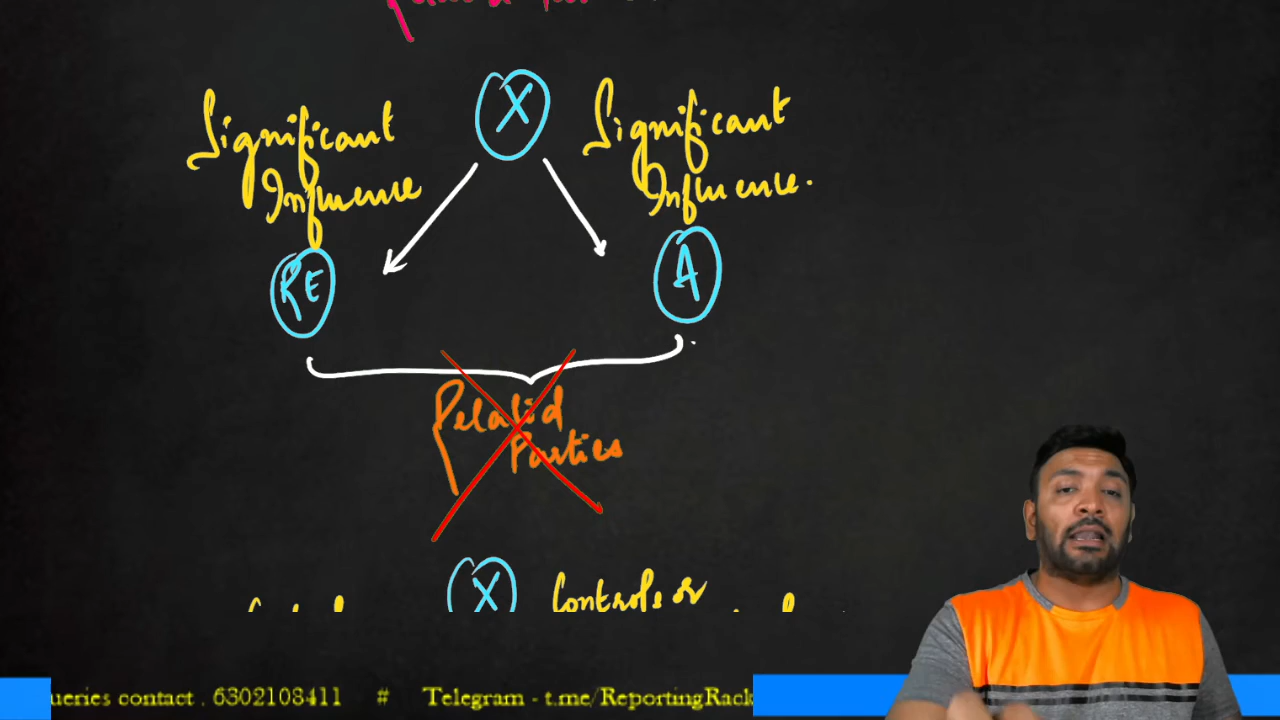 X
Significant
Influence
Significant
Influence.
RE
A
Related
Parties
X
Controls or
ueries contact . 6302108411 # Telegram - t.me/ReportingRack